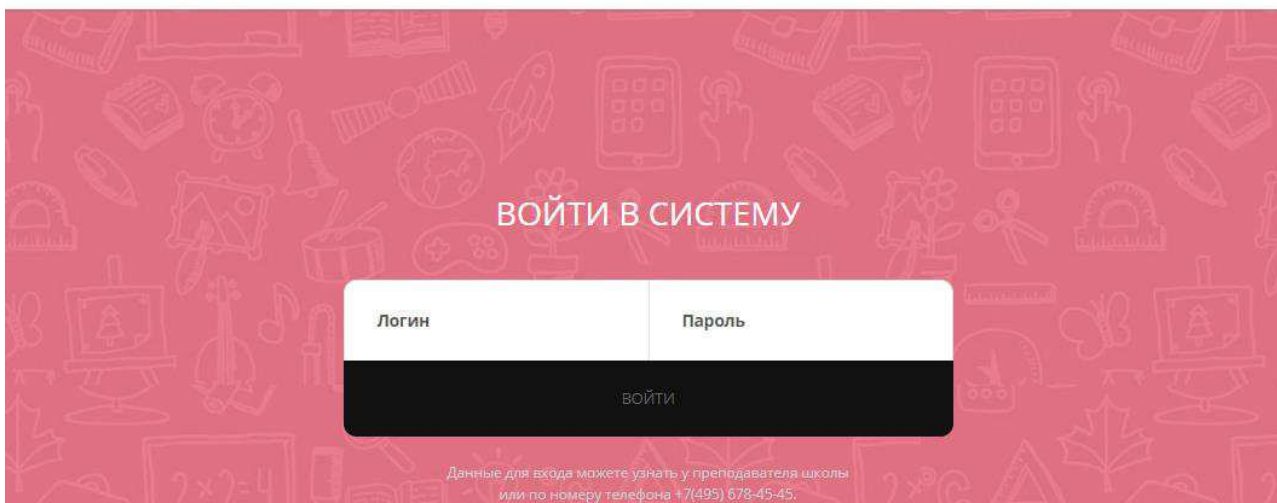 ВОЙТИ В СИСТЕМУ
Логин Пароль
ВОЙТИ
Данные для входа можете узнать у преподавателя школы
или по номеру телефона +7(495) 678-45-45.